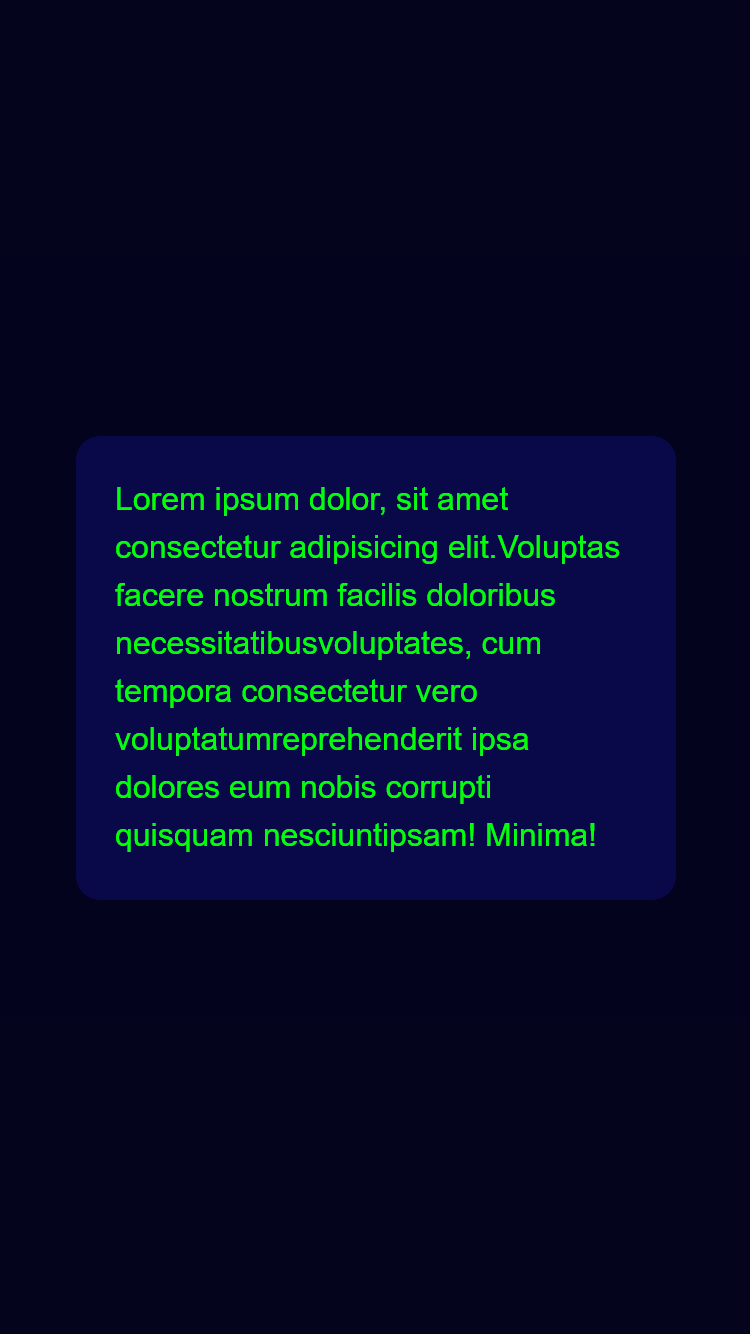 Lorem ipsum dolor, sit amet
consectetur adipisicing elit.Voluptas
facere nostrum facilis doloribus
necessitatibusvoluptates, cum
tempora consectetur vero
voluptatumreprehenderit ipsa
dolores eum nobis corrupti
quisquam nesciuntipsam! Minima!